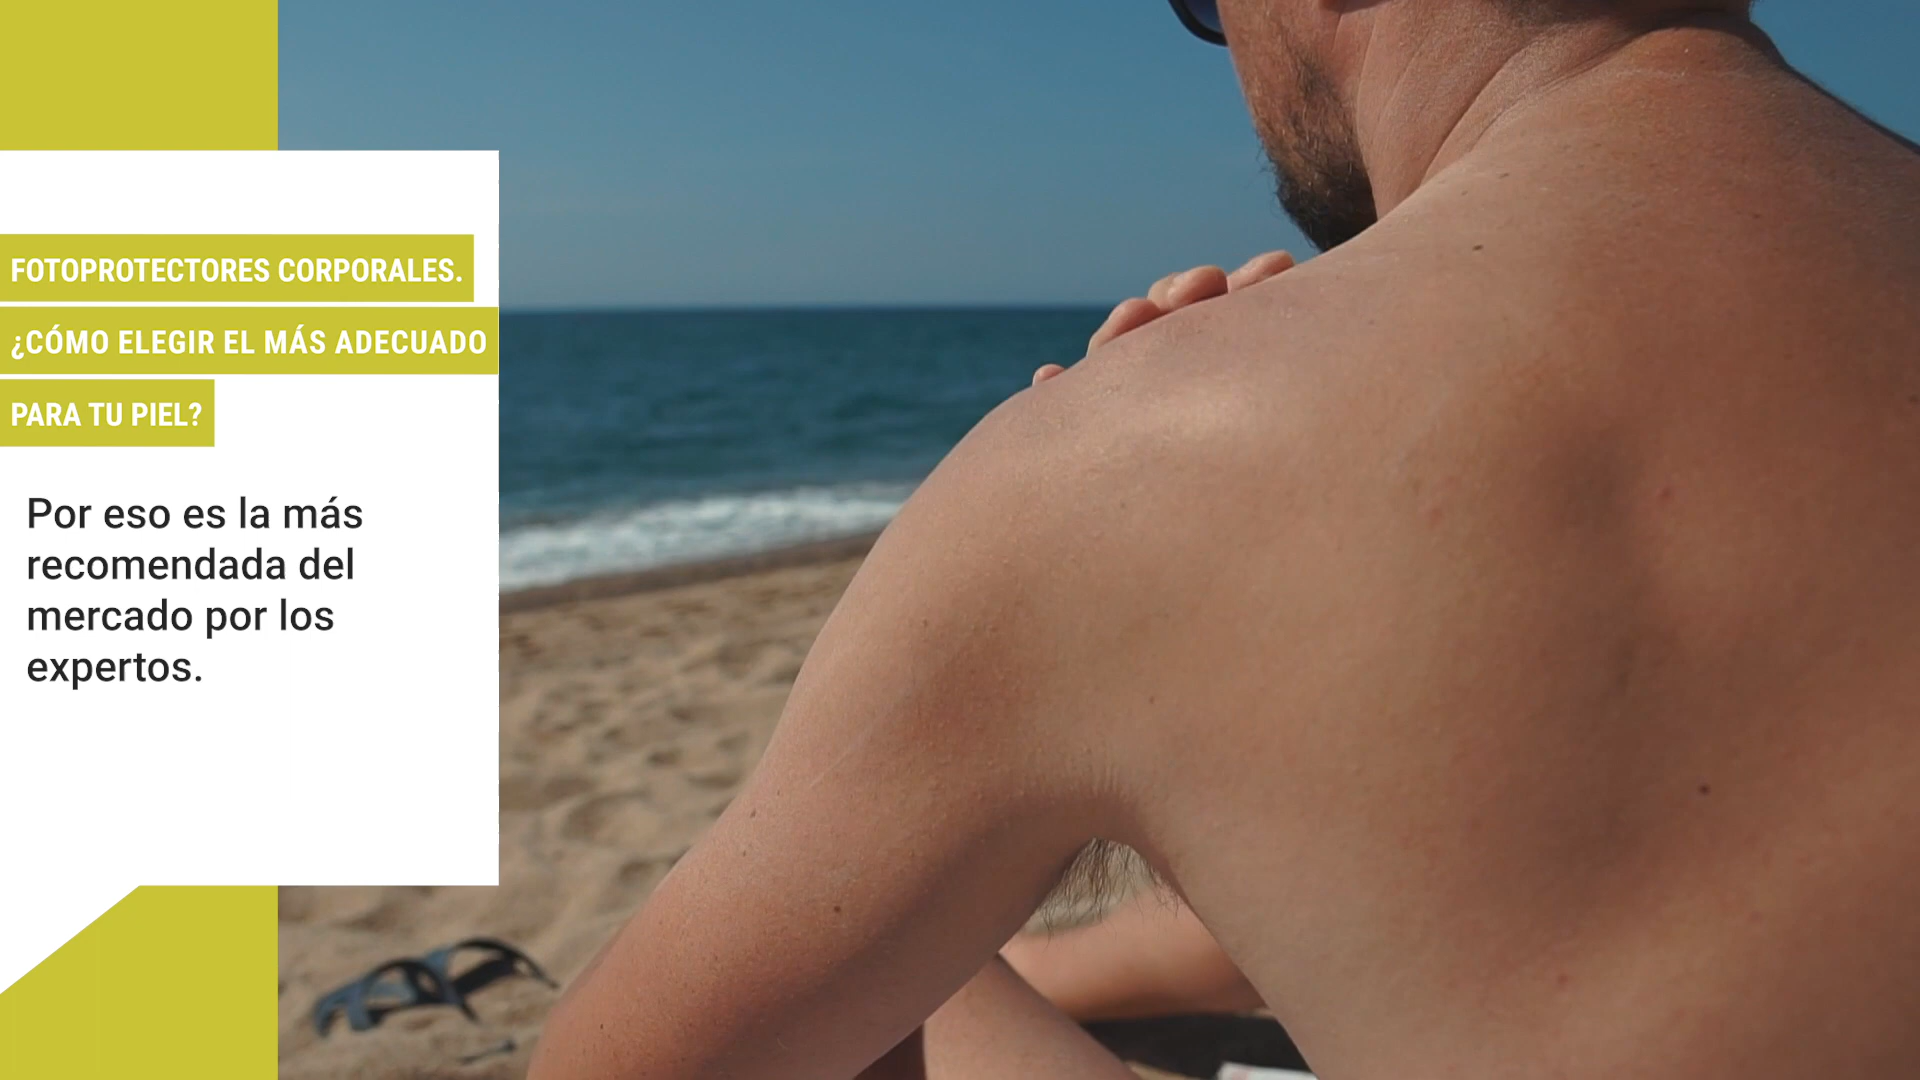 FOTOPROTECTORES CORPORALES.
¿CÓMO ELEGIR EL MÁS ADECUADO
PARA TU PIEL?
Por eso es la más
recomendada del
mercado por los
expertos.